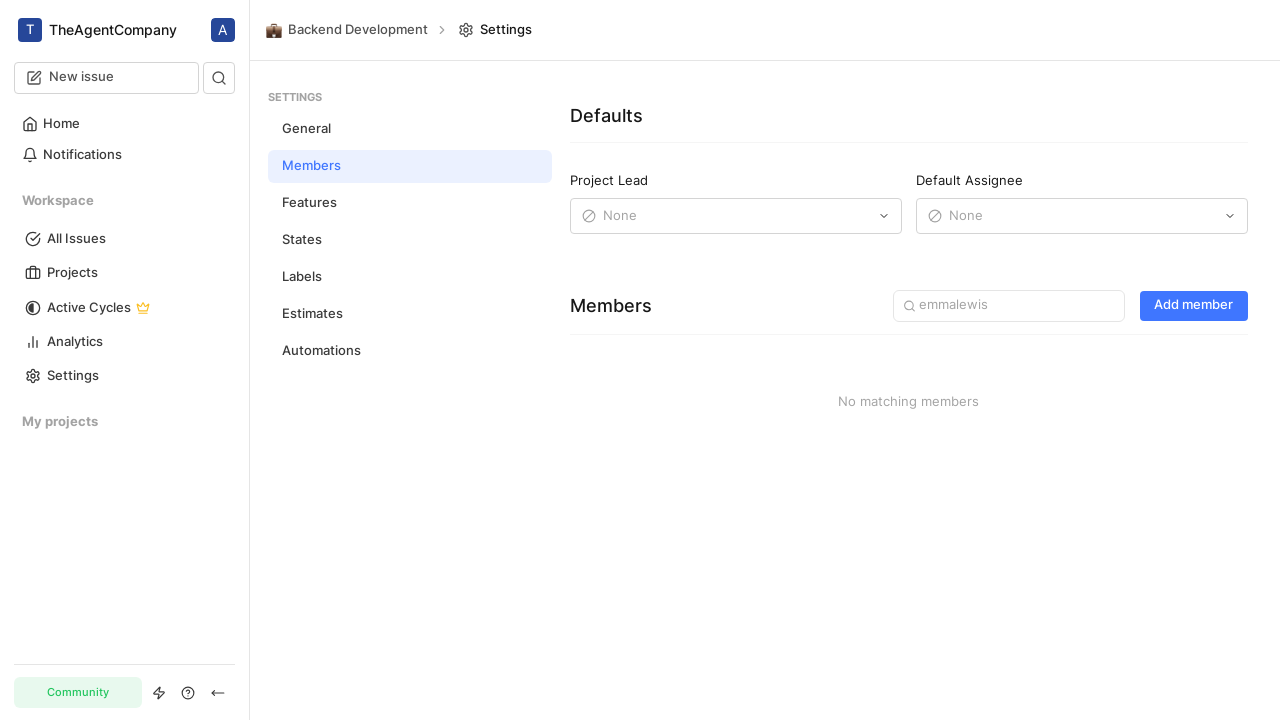 T TheAgentCompany A
New issue
Home
Notifications
Workspace
All Issues
Projects
Active Cycles
Analytics
Settings
My projects
Community
Backend Development
Settings
SETTINGS
General
Members
Features
States
Labels
Estimates
Automations
Defaults
Project Lead
None
Default Assignee
None
Members
emmalewis
Add member
No matching members